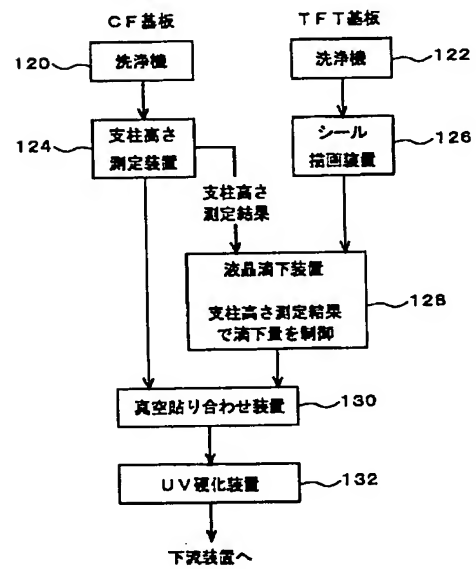 CF基板
TFT基板
120
洗浄機
洗浄機
122
124
支柱高さ
測定装置
シール
描画装置
126
支柱高さ
測定結果
液晶滴下装置
支柱高さ測定結果
で滴下量を制御
128
真空貼り合わせ装置
130
UV硬化装置
132
下流装置へ